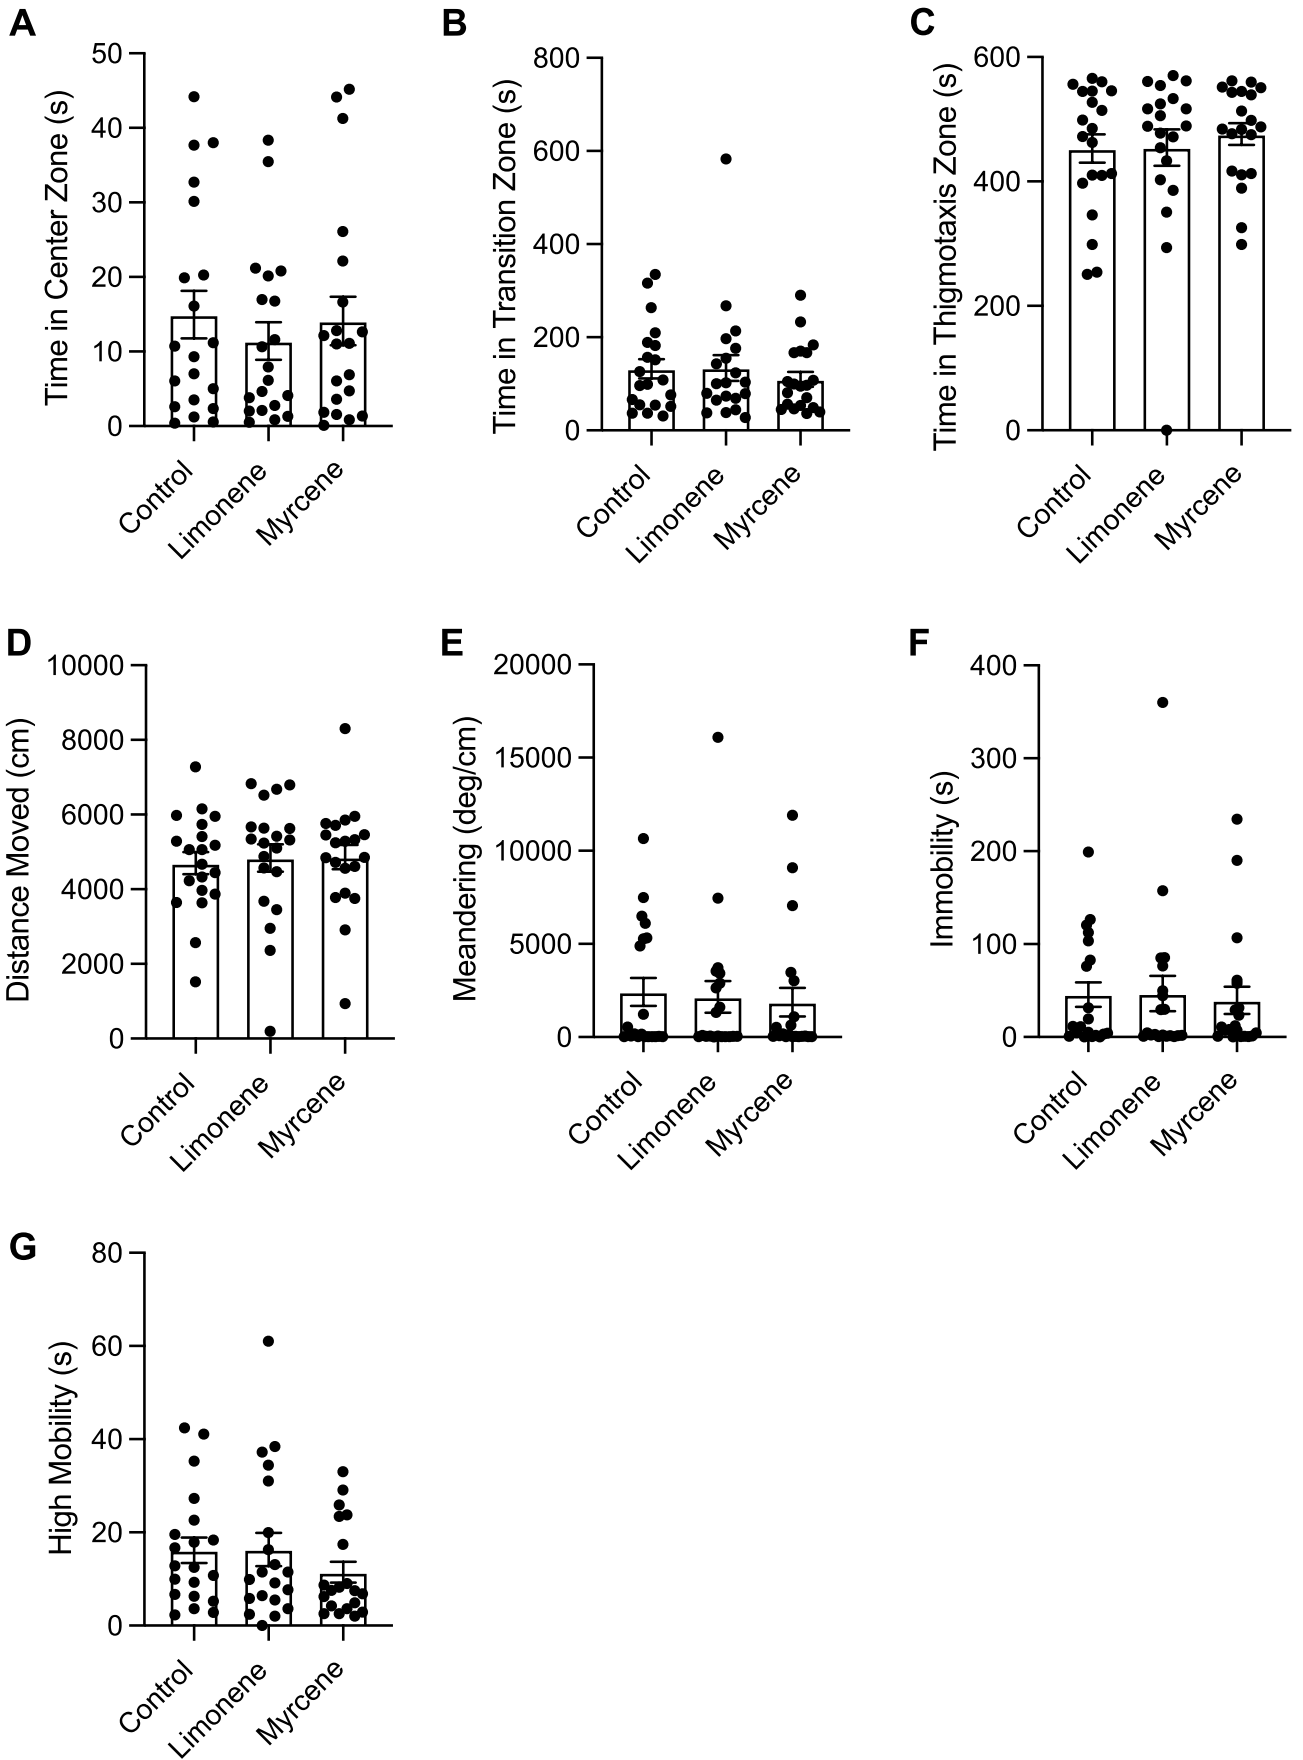 A
Time in Center Zone (s)
50
40
30
20
10
0
Control
Limonene
Myrcene
B
Time in Transition Zone (s)
800
600
400
200
0
Control
Limonene
Myrcene
C
Time in Thigmotaxis Zone (s)
600
400
200
0
Control
Limonene
Myrcene
D
Distance Moved (cm)
10000
8000
6000
4000
2000
0
Control
Limonene
Myrcene
E
Meandering (deg/cm)
20000
15000
10000
5000
0
Control
Limonene
Myrcene
F
Immobility (s)
400
300
200
100
0
Control
Limonene
Myrcene
G
High Mobility (s)
80
60
40
20
0
Control
Limonene
Myrcene